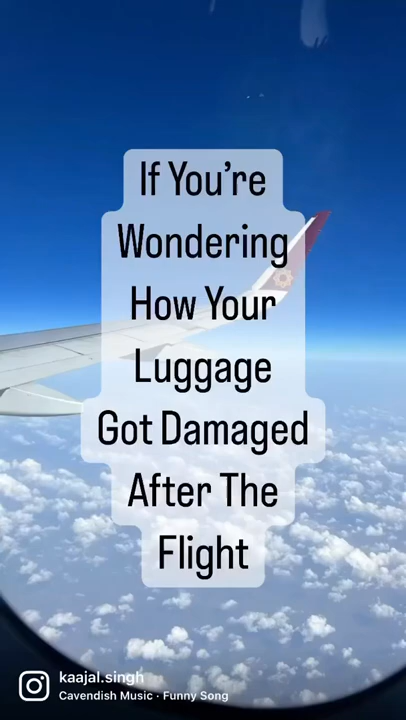 If You’re
Wondering
How Your
Luggage
Got Damaged
After The
Flight
kaajal.singh
Cavendish Music · Funny Song